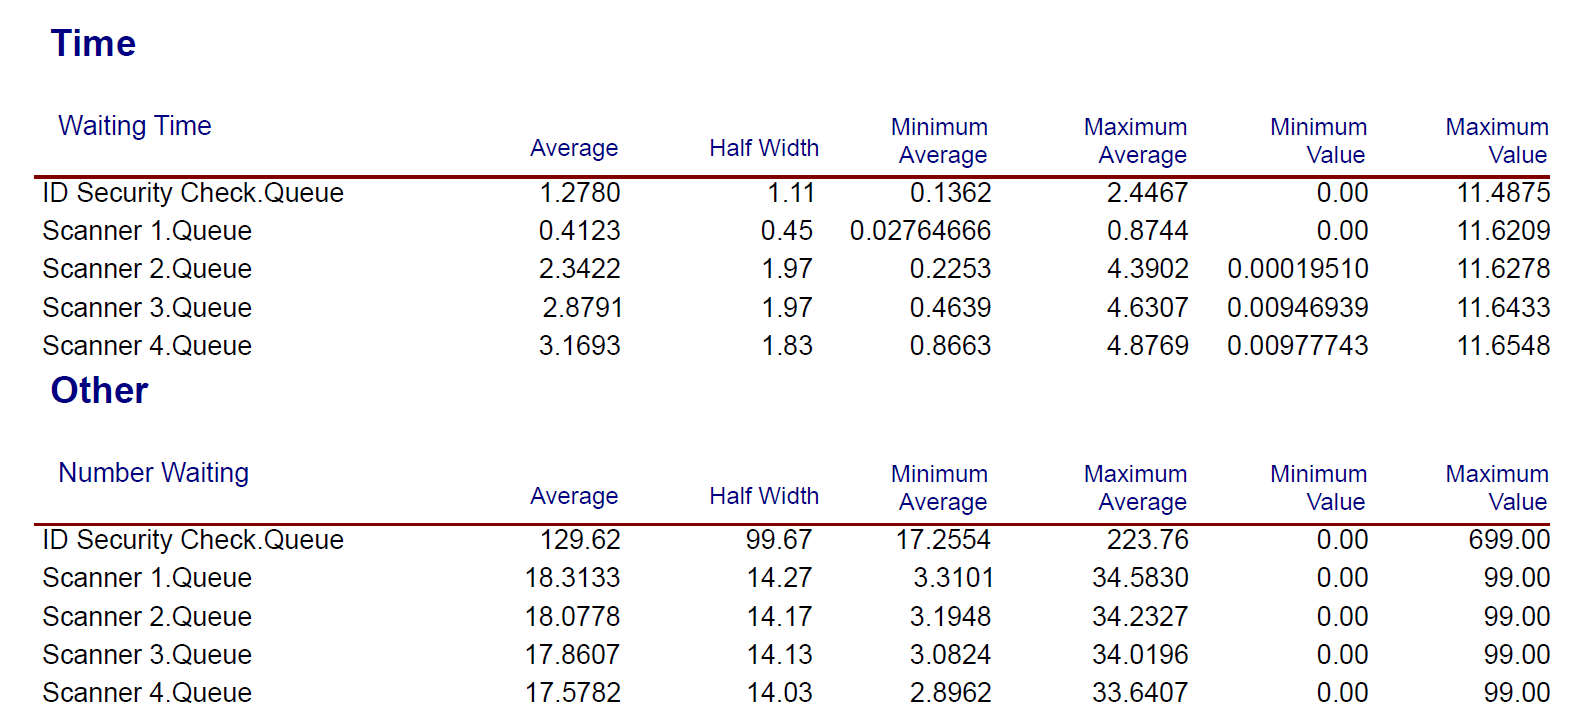 Time
Waiting Time Average Half Width Minimum Average Maximum Average Minimum Value Maximum Value
ID Security Check.Queue 1.2780 1.11 0.1362 2.4467 0.00 11.4875
Scanner 1.Queue 0.4123 0.45 0.02764666 0.8744 0.00 11.6209
Scanner 2.Queue 2.3422 1.97 0.2253 4.3902 0.00019510 11.6278
Scanner 3.Queue 2.8791 1.97 0.4639 4.6307 0.00946939 11.6433
Scanner 4.Queue 3.1693 1.83 0.8663 4.8769 0.00977743 11.6548
Other
Number Waiting Average Half Width Minimum Average Maximum Average Minimum Value Maximum Value
ID Security Check.Queue 129.62 99.67 17.2554 223.76 0.00 699.00
Scanner 1.Queue 18.3133 14.27 3.3101 34.5830 0.00 99.00
Scanner 2.Queue 18.0778 14.17 3.1948 34.2327 0.00 99.00
Scanner 3.Queue 17.8607 14.13 3.0824 34.0196 0.00 99.00
Scanner 4.Queue 17.5782 14.03 2.8962 33.6407 0.00 99.00